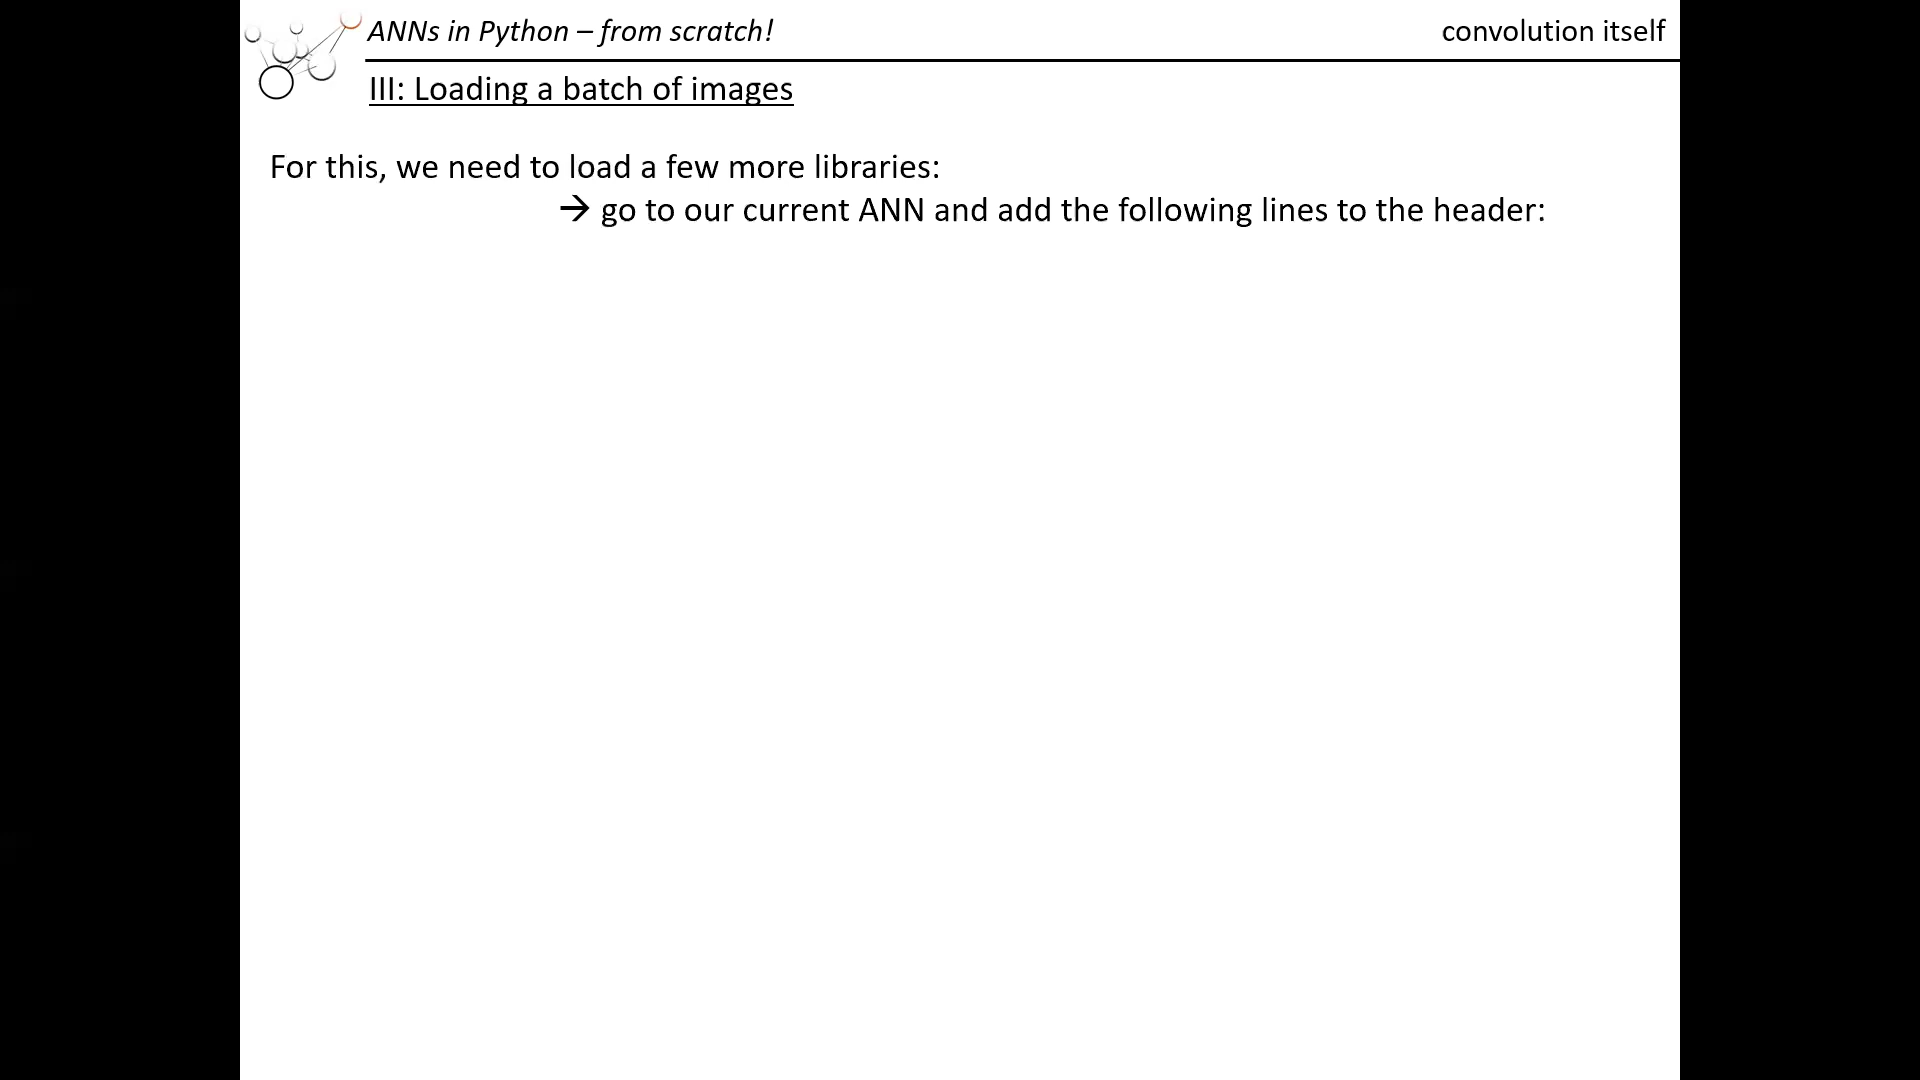 ANNs in Python – from scratch!
convolution itself
III: Loading a batch of images
For this, we need to load a few more libraries:
→ go to our current ANN and add the following lines to the header: